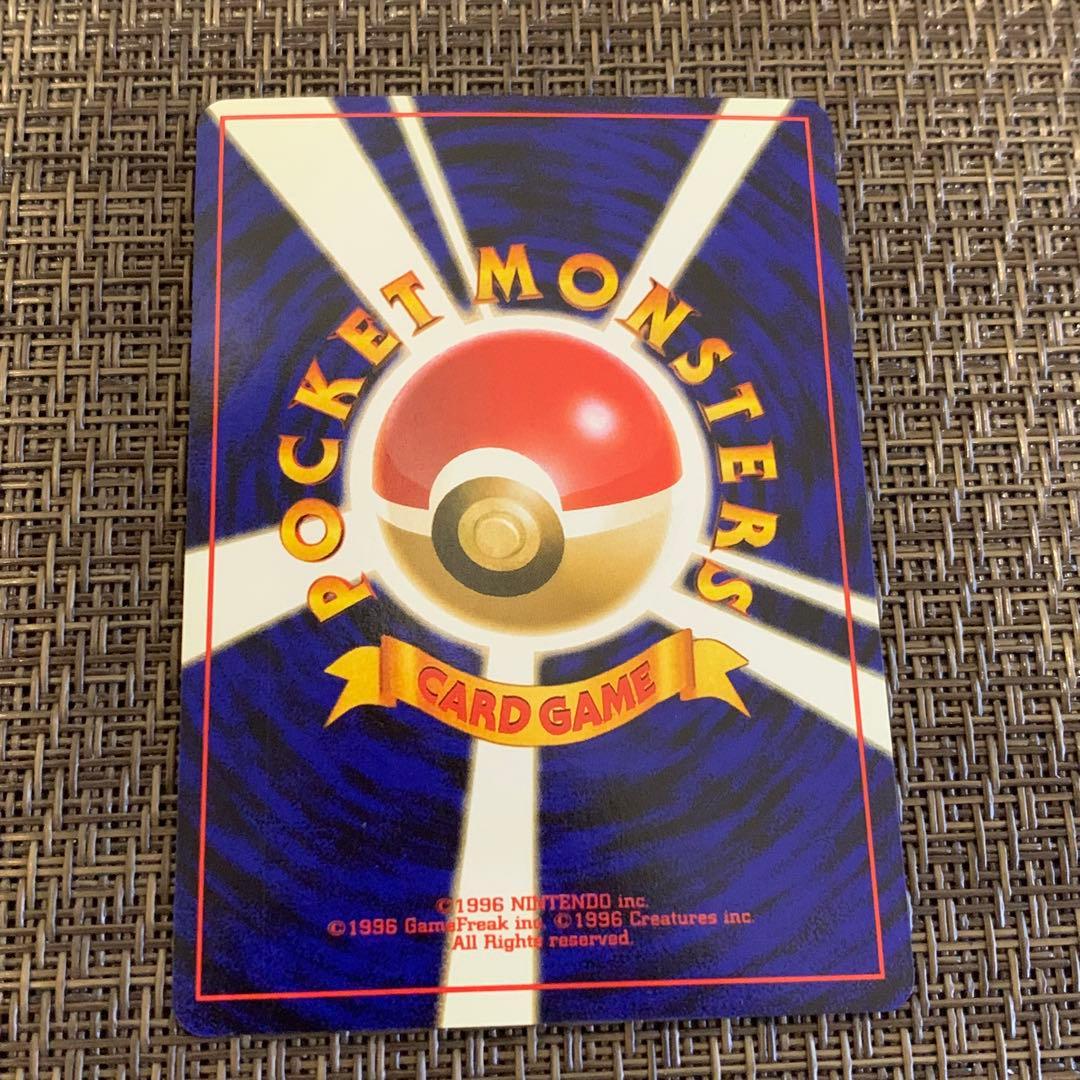 POCKET MONSTERS
CARD GAME
©1996 NINTENDO inc.
©1996 GameFreak inc. ©1996 Creatures inc.
All Rights reserved.